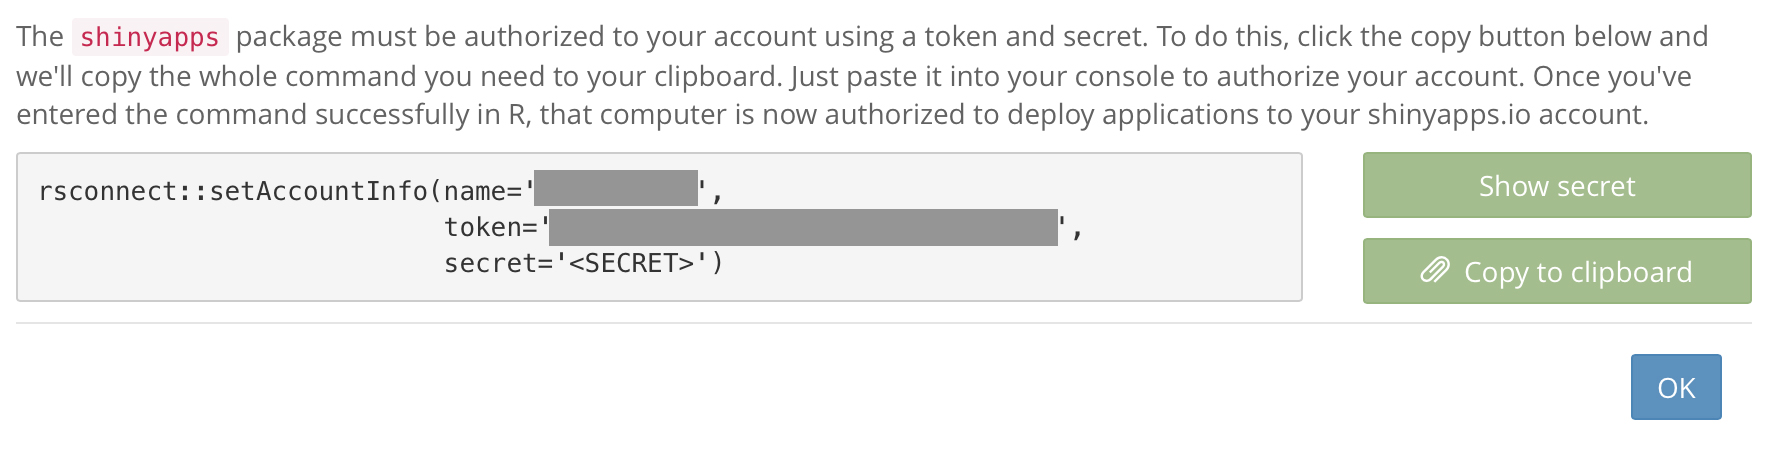 The shinyapps package must be authorized to your account using a token and secret. To do this, click the copy button below and
we'll copy the whole command you need to your clipboard. Just paste it into your console to authorize your account. Once you've
entered the command successfully in R, that computer is now authorized to deploy applications to your shinyapps.io account.
rsconnect::setAccountInfo(name='',
token='',
secret='<SECRET>')
Show secret
Copy to clipboard
OK